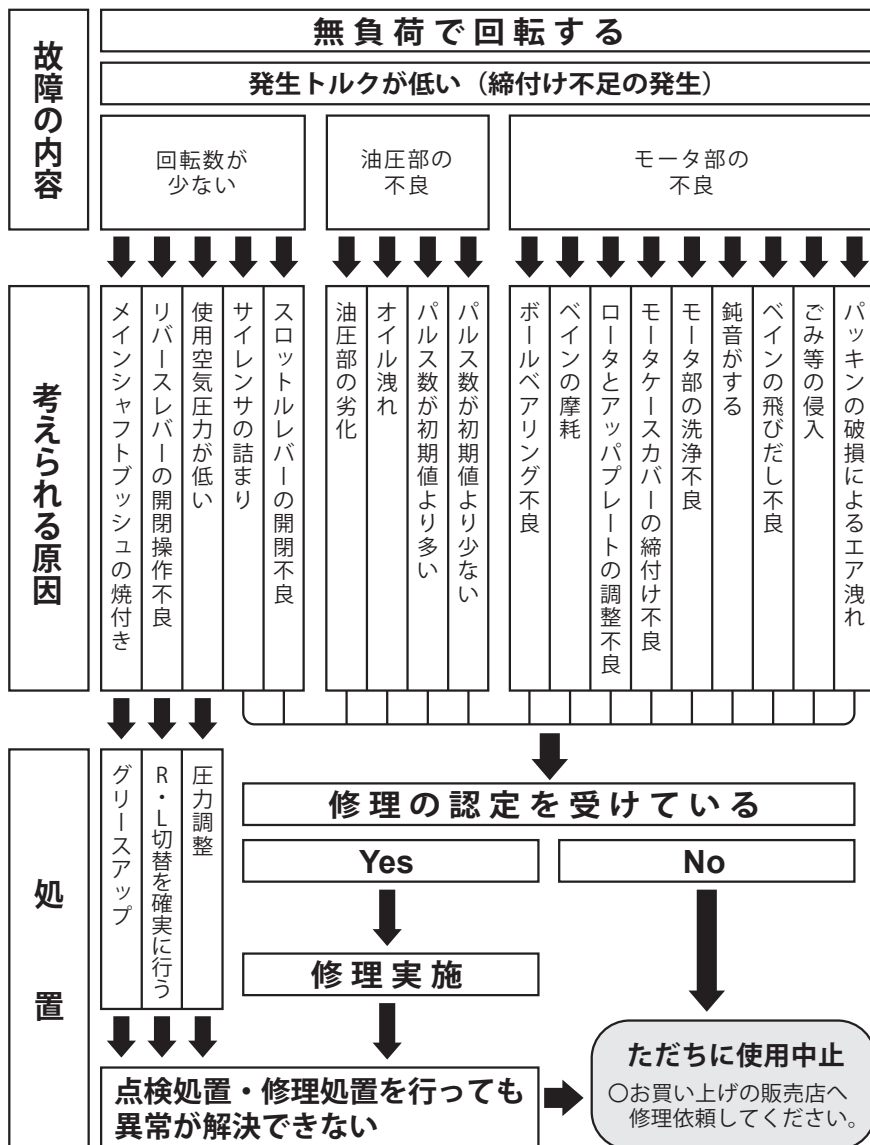 故障の内容
無負荷で回転する
発生トルクが低い（締付け不足の発生）
回転数が
少ない
油圧部の
不良
モータ部の
不良
考えられる原因
メインシャフトブッシュの焼付き
リバースレバーの開閉操作不良
使用空気圧力が低い
サイレンサの詰まり
スロットルレバーの開閉不良
油圧部の劣化
オイル洩れ
パルス数が初期値より多い
パルス数が初期値より少ない
ボールベアリング不良
ベインの摩耗
ロータとアッパプレートの調整不良
モータケースカバーの締付け不良
モータ部の洗浄不良
鈍音がする
ベインの飛びだし不良
ごみ等の侵入
パッキンの破損によるエア洩れ
処置
グリースアップ
R・L切替を確実に行う
圧力調整
修理の認定を受けている
Yes
No
修理実施
点検処置・修理処置を行っても
異常が解決できない
ただちに使用中止
○お買い上げの販売店へ
修理依頼してください。